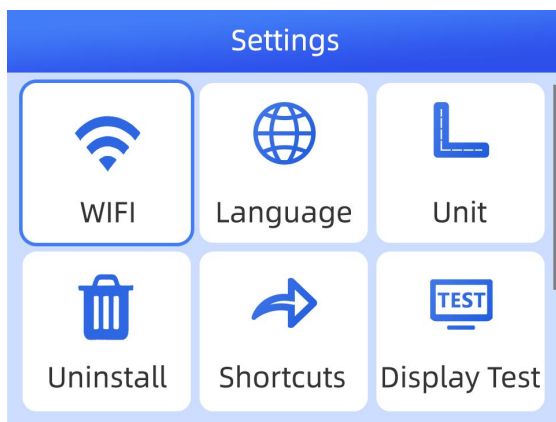 Settings
WIFI
Language
Unit
TEST
Uninstall
Shortcuts
Display Test